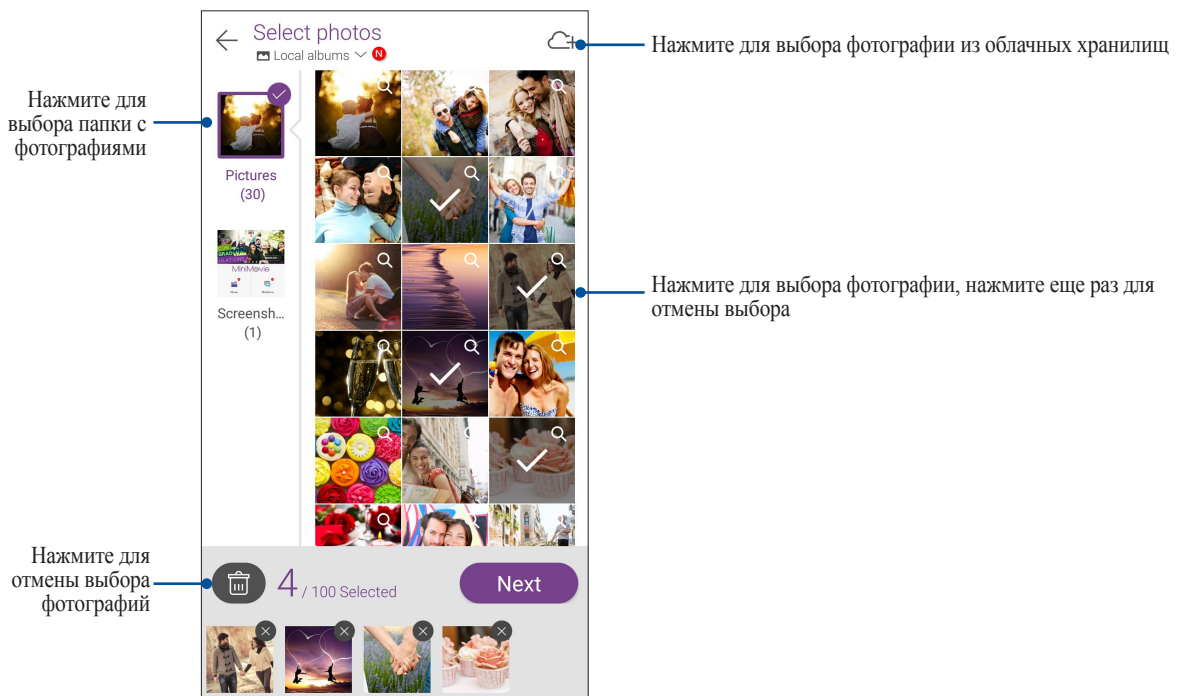 Select photos
Local albums N
Нажмите для выбора фотографии из облачных хранилищ
Нажмите для
выбора папки с
фотографиями
Pictures
(30)
MiniMovie
Screensh...
(1)
Нажмите для выбора фотографии, нажмите еще раз для
отмены выбора
Нажмите для
отмены выбора
фотографий
4 / 100 Selected
Next